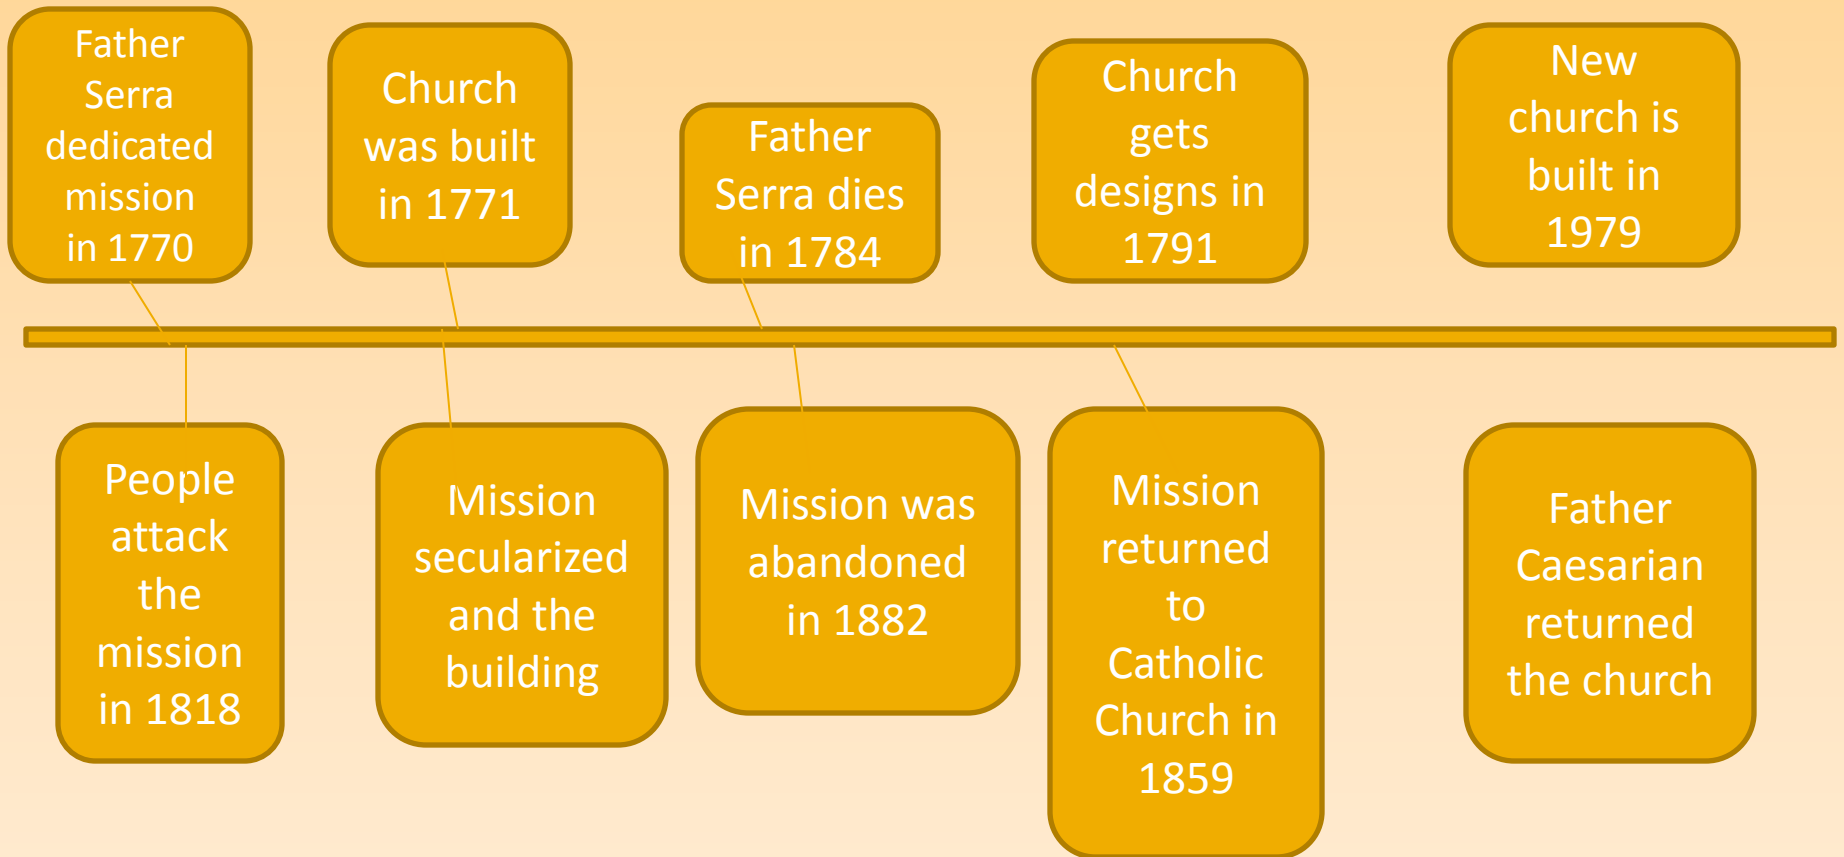 Father
Serra
dedicated
mission
in 1770
Church
was built
in 1771
Father
Serra dies
in 1784
Church
gets
designs in
1791
New
church is
built in
1979
People
attack
the
mission
in 1818
Mission
secularized
and the
building
Mission was
abandoned
in 1882
Mission
returned
to
Catholic
Church in
1859
Father
Caesarian
returned
the church